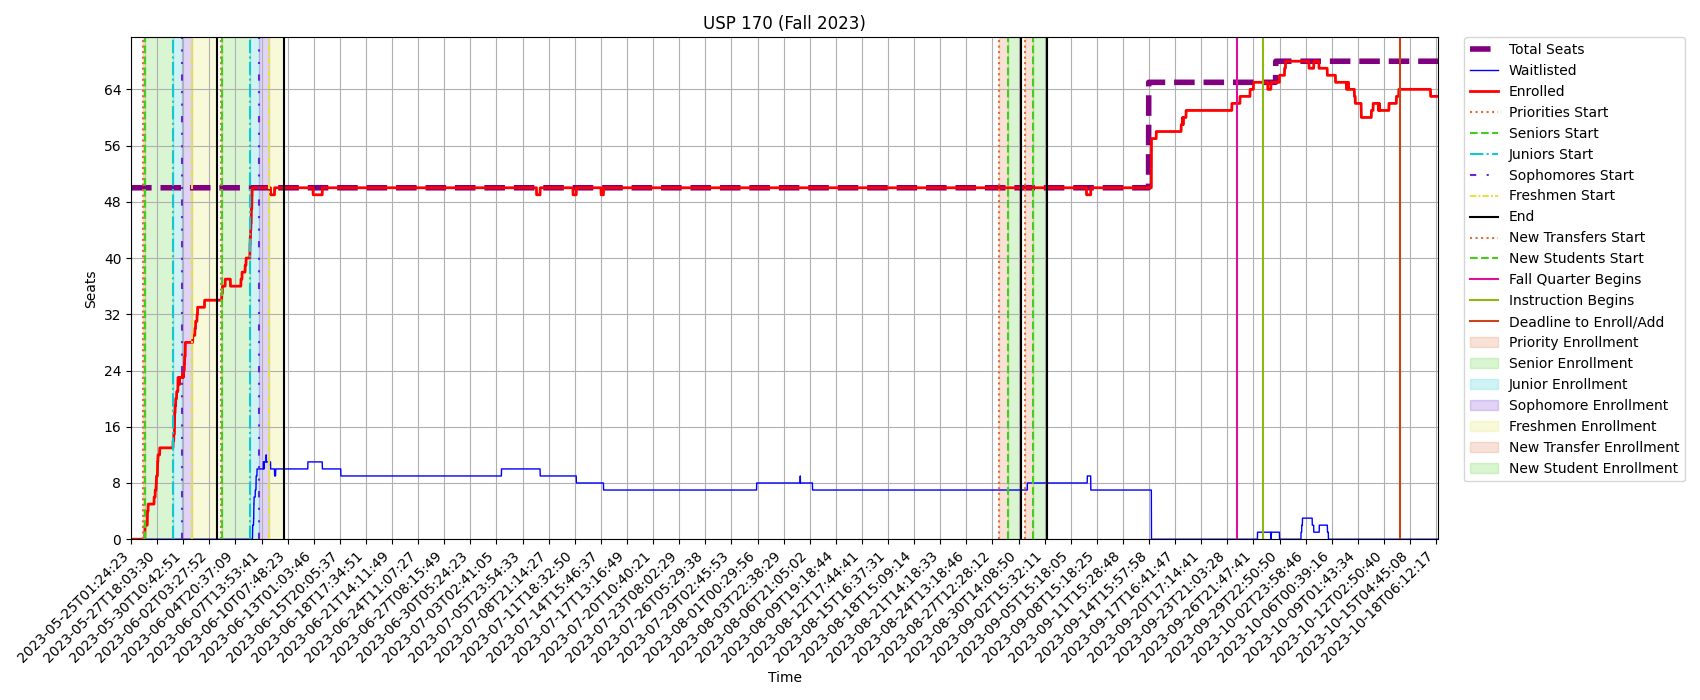 USP 170 (Fall 2023)
Seats
64
56
48
40
32
24
16
8
0
2023-05-25T01:24:23
2023-05-27T18:03:30
2023-05-30T10:42:51
2023-06-02T03:27:52
2023-06-04T20:37:09
2023-06-07T13:53:41
2023-06-10T07:48:23
2023-06-13T01:03:46
2023-06-15T20:05:37
2023-06-18T17:34:51
2023-06-21T14:11:49
2023-06-24T11:07:27
2023-06-27T08:15:49
2023-06-30T05:24:23
2023-07-03T02:41:05
2023-07-05T23:54:33
2023-07-08T21:14:27
2023-07-11T18:32:50
2023-07-14T15:46:37
2023-07-17T13:16:49
2023-07-20T10:40:21
2023-07-23T08:02:29
2023-07-26T05:29:38
2023-07-29T02:45:53
2023-08-01T00:29:56
2023-08-03T22:38:29
2023-08-06T21:05:02
2023-08-09T19:18:44
2023-08-12T17:44:41
2023-08-15T16:37:31
2023-08-18T15:09:14
2023-08-21T14:18:33
2023-08-24T13:18:46
2023-08-27T12:28:12
2023-08-30T14:08:50
2023-09-02T15:32:11
2023-09-05T15:18:05
2023-09-08T15:18:25
2023-09-11T15:28:48
2023-09-14T15:57:58
2023-09-17T16:41:47
2023-09-20T17:14:41
2023-09-23T21:03:28
2023-09-26T21:47:41
2023-09-29T22:50:50
2023-10-02T23:58:46
2023-10-06T00:39:16
2023-10-09T01:43:34
2023-10-12T02:50:40
2023-10-15T04:45:08
2023-10-18T06:12:17
Time
Total Seats
Waitlisted
Enrolled
Priorities Start
Seniors Start
Juniors Start
Sophomores Start
Freshmen Start
End
New Transfers Start
New Students Start
Fall Quarter Begins
Instruction Begins
Deadline to Enroll/Add
Priority Enrollment
Senior Enrollment
Junior Enrollment
Sophomore Enrollment
Freshmen Enrollment
New Transfer Enrollment
New Student Enrollment